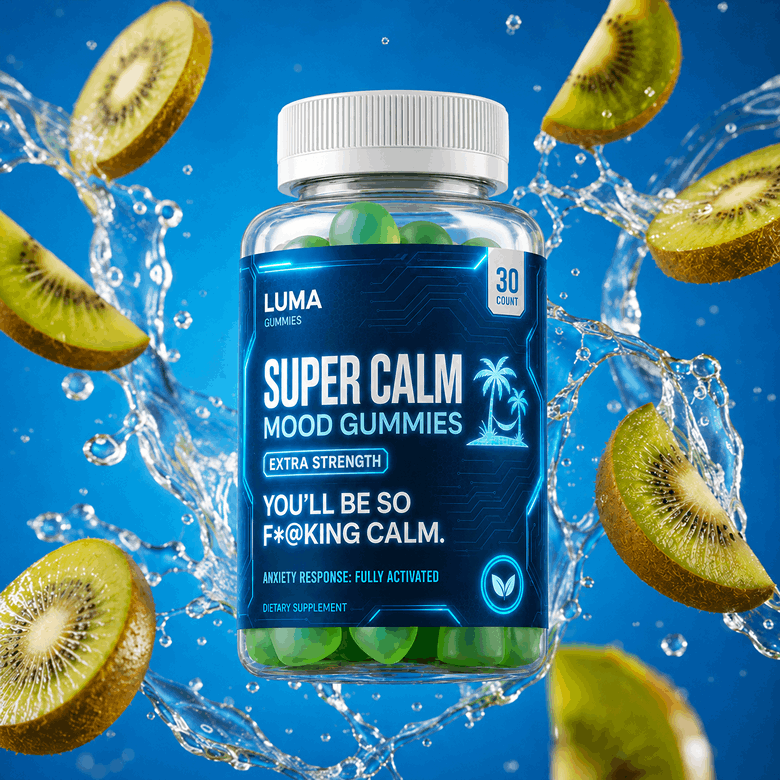 30
COUNT
LUMA
GUMMIES
SUPER CALM
MOOD GUMMIES
EXTRA STRENGTH
YOU'LL BE SO
F*@KING CALM.
ANXIETY RESPONSE: FULLY ACTIVATED
DIETARY SUPPLEMENT